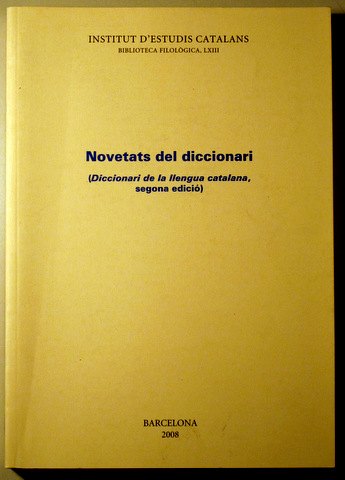 INSTITUT D'ESTUDIS CATALANS
BIBLIOTECA FILOLÒGICA, LXIII
Novetats del diccionari
(Diccionari de la llengua catalana,
segona edició)
BARCELONA
2008